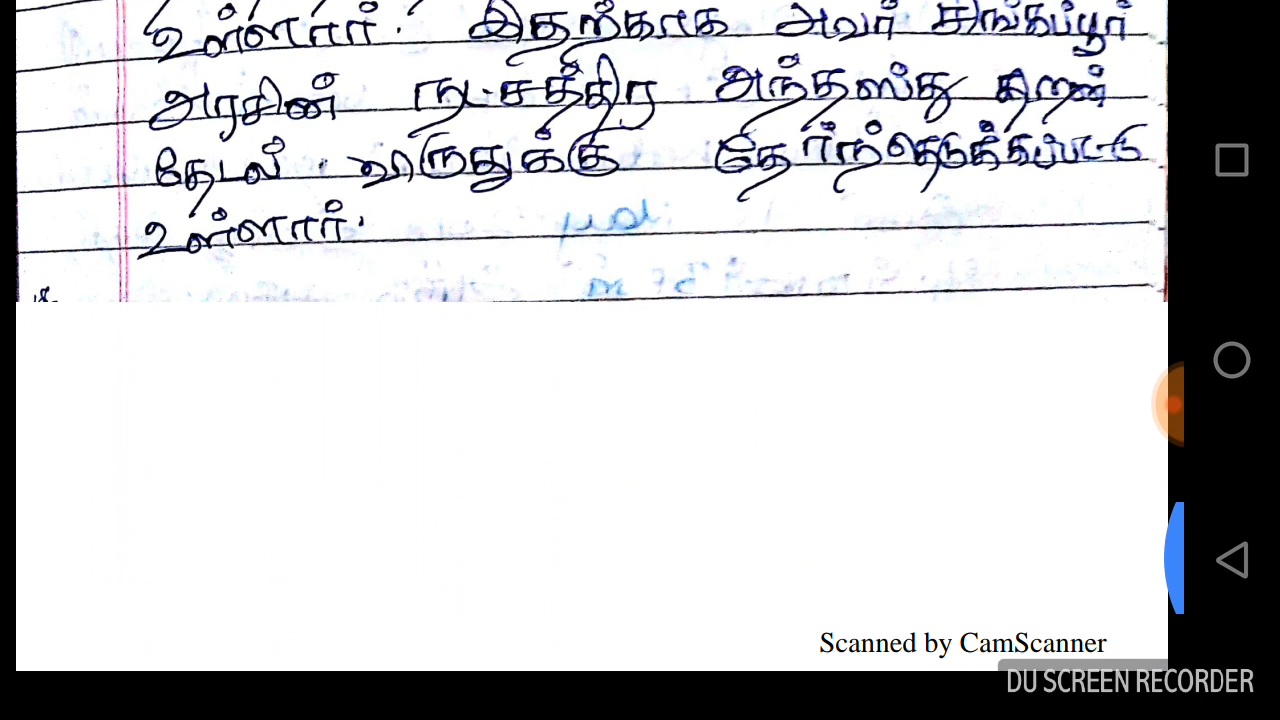 உள்ளார். இதற்காக அவர் சிங்கப்பூர்
அரசின் நட்சத்திர அந்தஸ்து திறன்
தேடல் விருதுக்கு தேர்ந்தெடுக்கப்பட்டு
உள்ளார்.
Scanned by CamScanner
DU SCREEN RECORDER